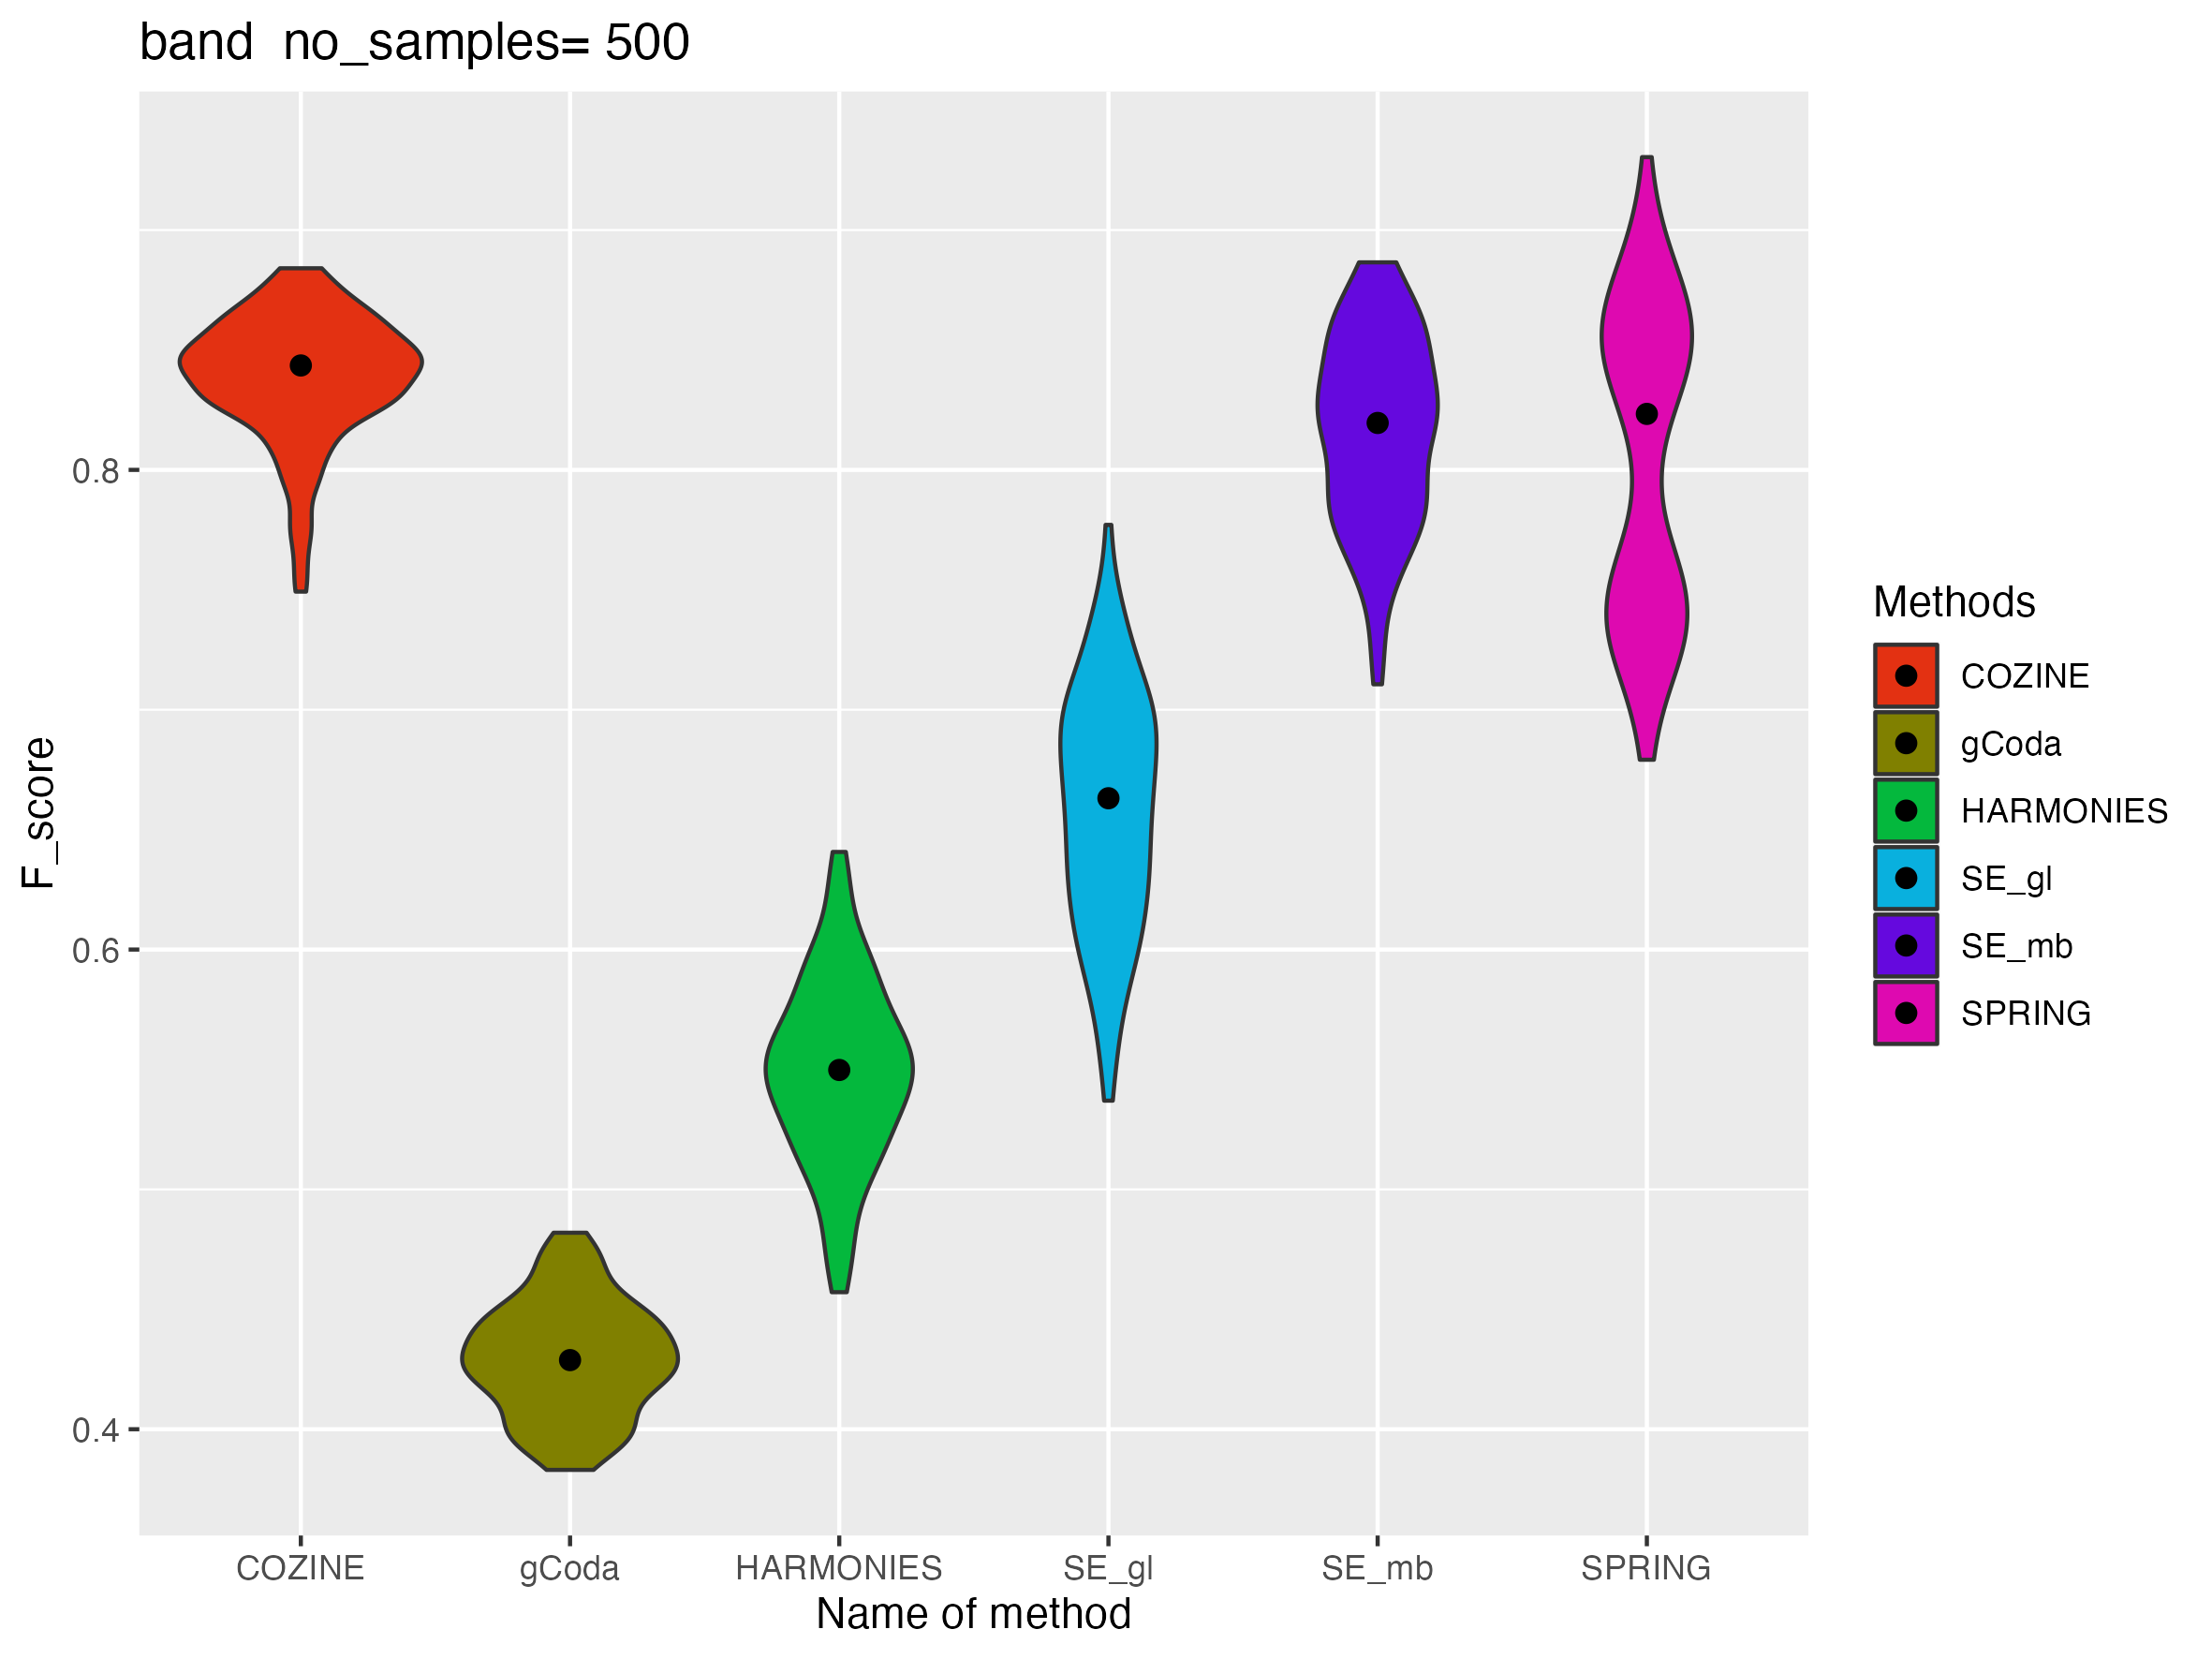 band  no_samples= 500
F_score
0.8
0.6
0.4
COZINE
gCoda
HARMONIES
SE_gl
SE_mb
SPRING
Name of method
Methods
COZINE
gCoda
HARMONIES
SE_gl
SE_mb
SPRING